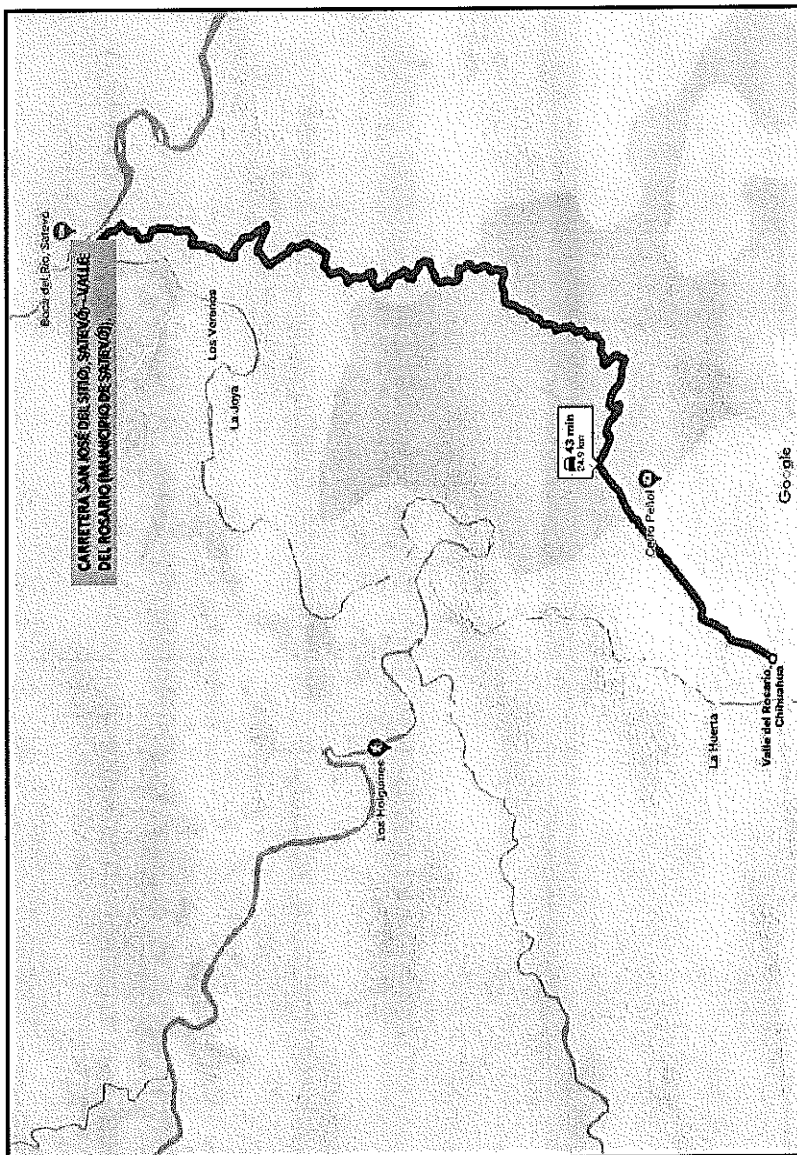 Boca del Río, Satevó
CARRETERA SAN JOSÉ DEL SITIO, SATEVÓ – VALLE
DEL ROSARIO (MUNICIPIO DE SATEVÓ).
Los Veranos
La Joya
43 min
24.9 km
Cerro Peñol
Los Holguines
La Huerta
Valle del Rosario,
Chihuahua
Google